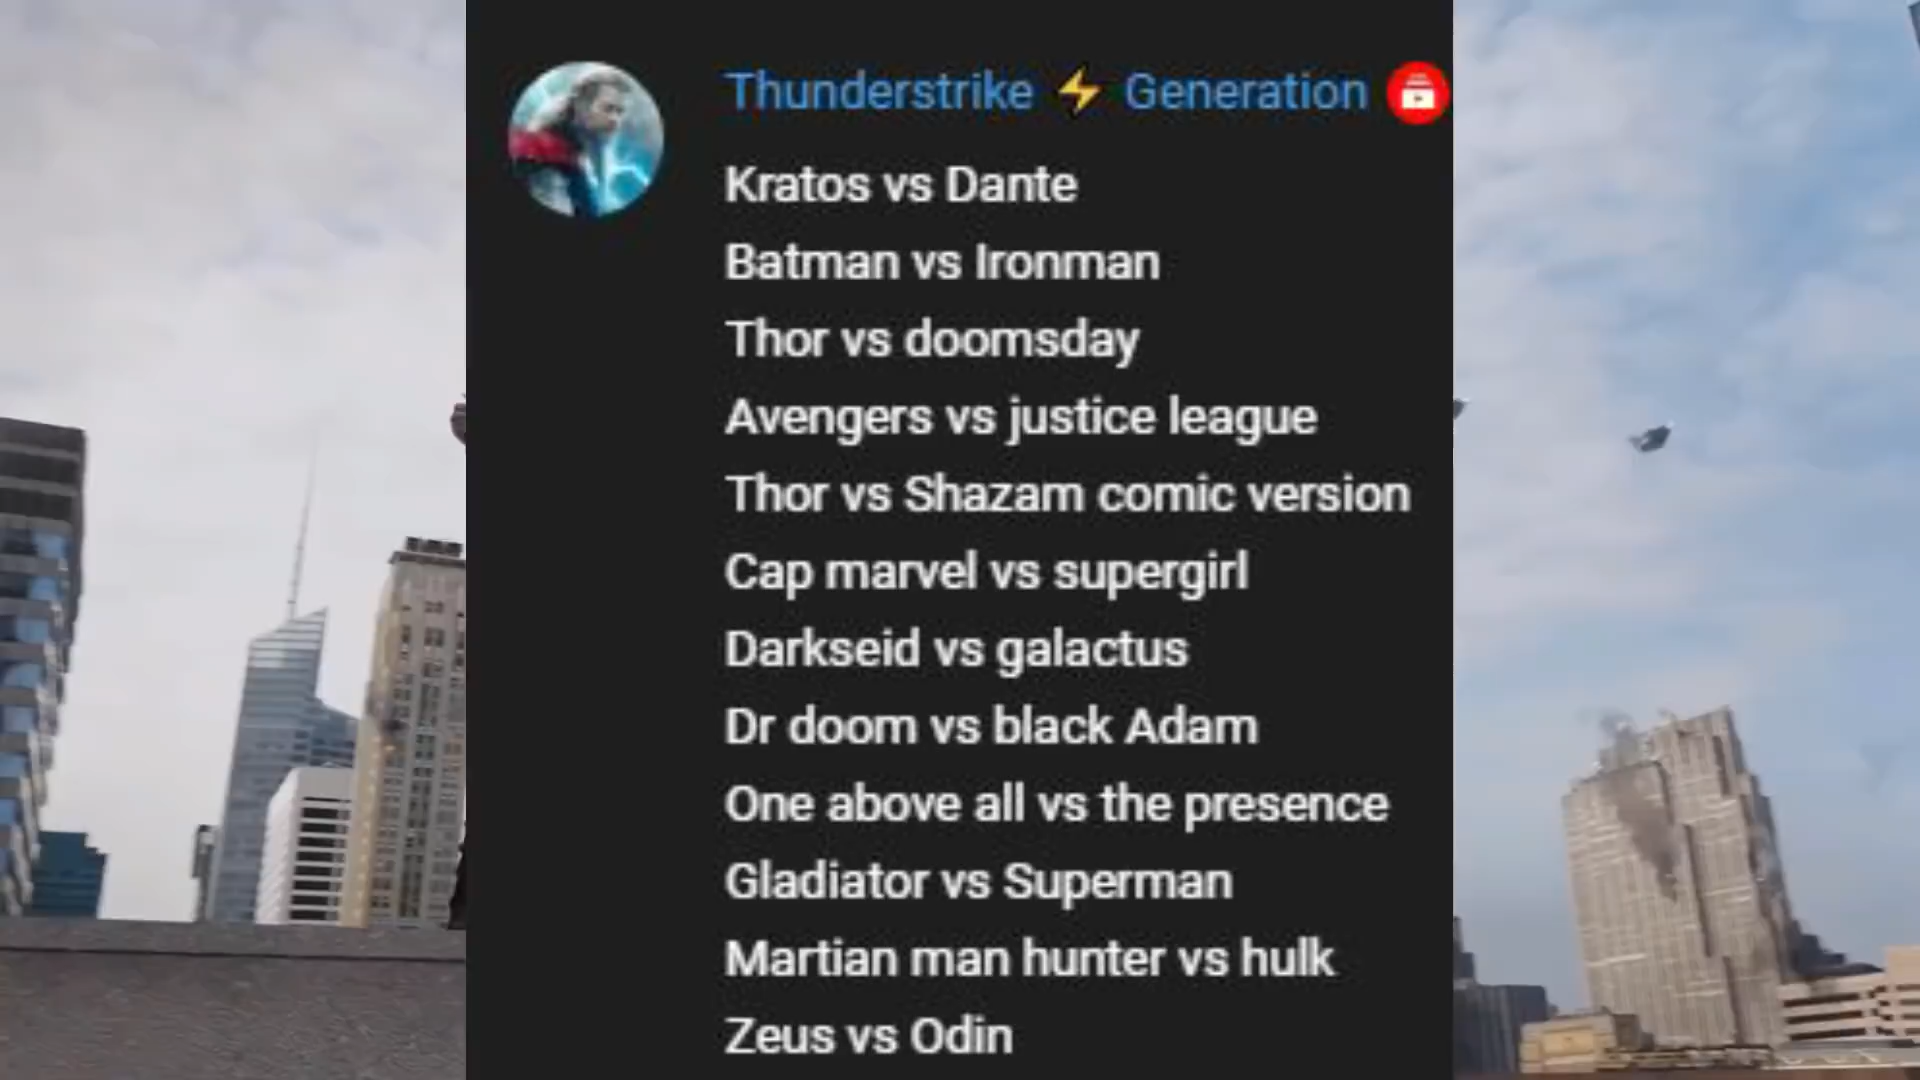 Thunderstrike ⚡ Generation
Kratos vs Dante
Batman vs Ironman
Thor vs doomsday
Avengers vs justice league
Thor vs Shazam comic version
Cap marvel vs supergirl
Darkseid vs galactus
Dr doom vs black Adam
One above all vs the presence
Gladiator vs Superman
Martian man hunter vs hulk
Zeus vs Odin